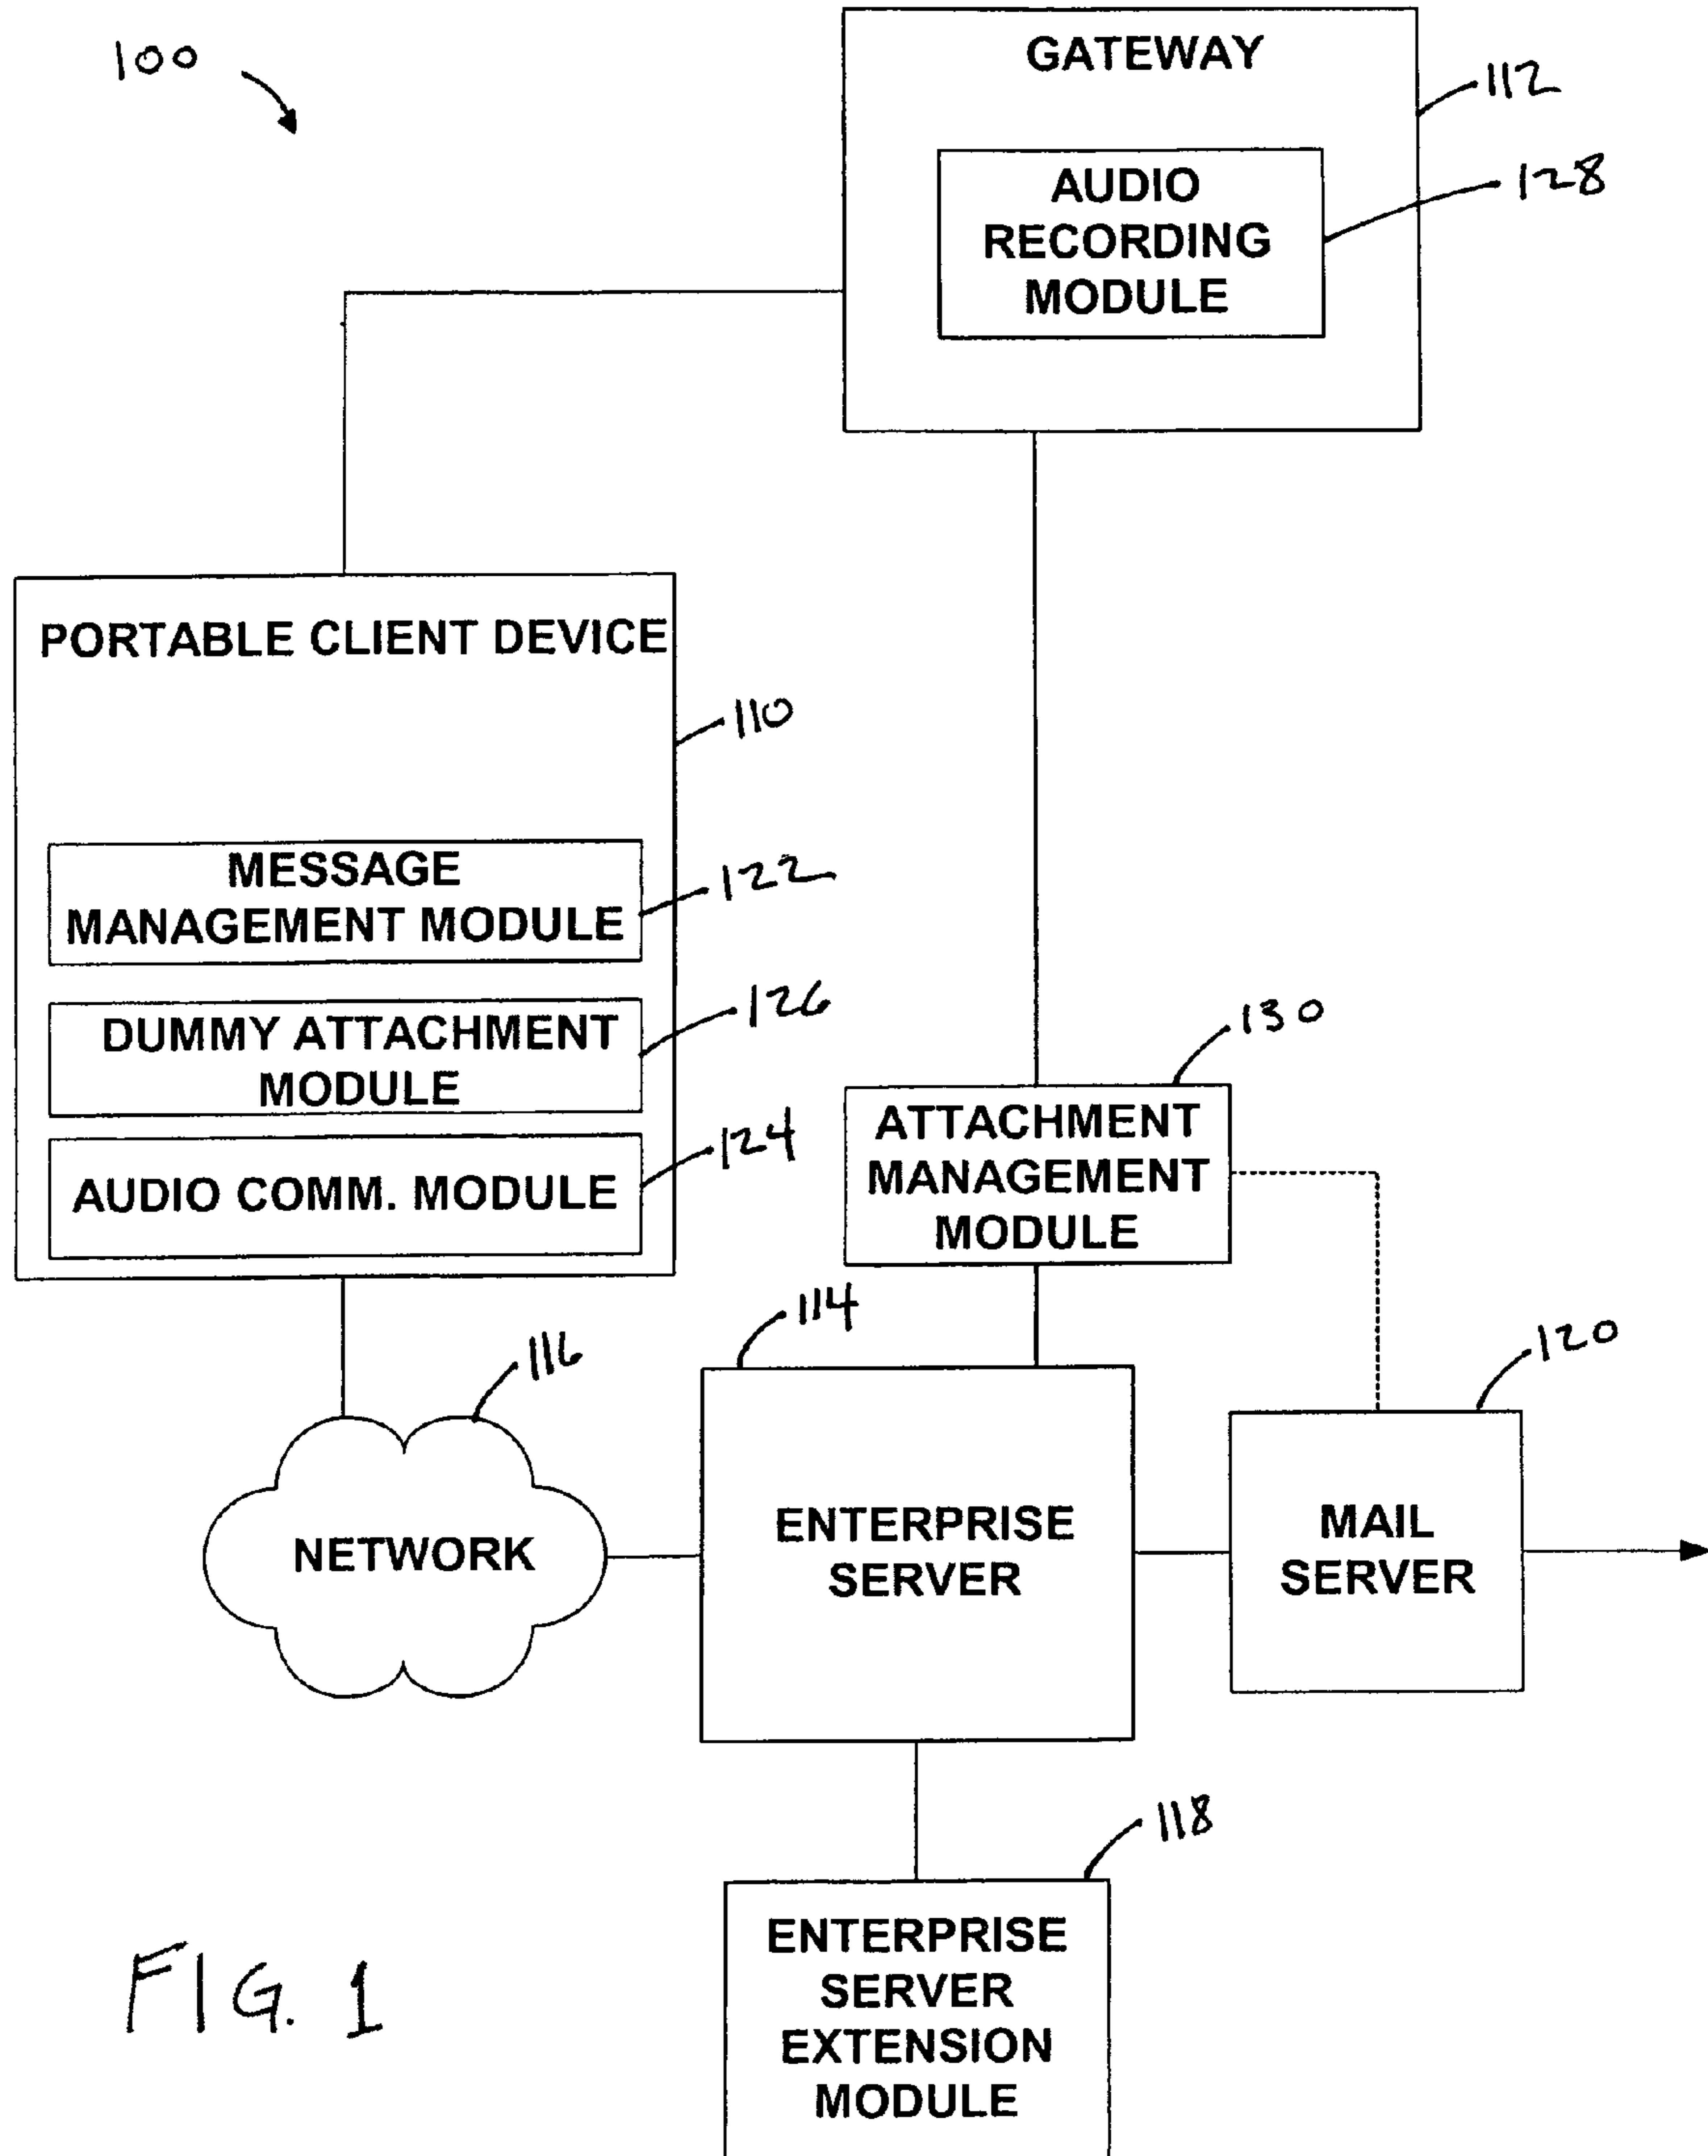 100
GATEWAY
112
AUDIO
RECORDING
MODULE
128
PORTABLE CLIENT DEVICE
110
MESSAGE
MANAGEMENT MODULE
122
DUMMY ATTACHMENT
MODULE
126
AUDIO COMM. MODULE
124
ATTACHMENT
MANAGEMENT
MODULE
130
114
116
120
NETWORK
ENTERPRISE
SERVER
MAIL
SERVER
118
ENTERPRISE
SERVER
EXTENSION
MODULE
FIG. 1